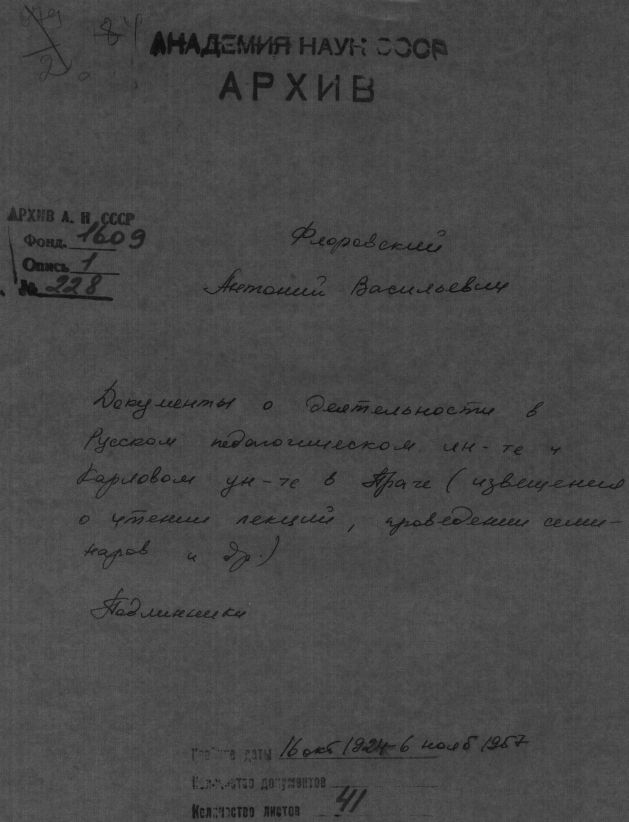 АКАДЕМИЯ НАУК СССР
АРХИВ
АРХИВ А. Н. СССР
Фонд. 1609
Опись 1
№ 228
Флоровский
Антоний Васильевич
Документы о деятельности в
Русском педагогическом ин-те и
Карловом ун-те в Праге (извещения
о чтении лекций, проведении семи-
наров и др.)
Подлинники
Крайние даты 16 окт 1924-6 нояб 1957
Количество документов
Количество листов 41